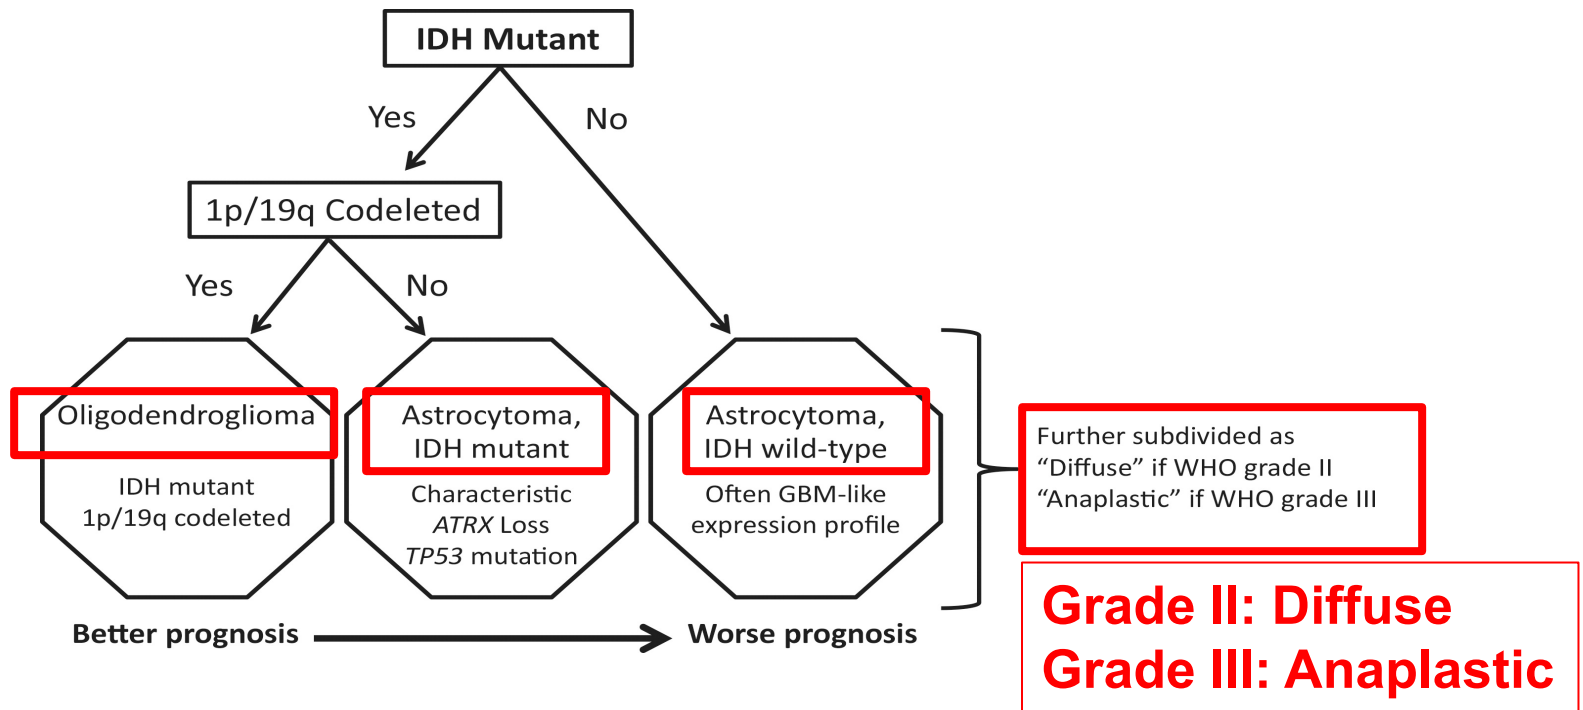 IDH Mutant
Yes
No
1p/19q Codeleted
Yes
No
Oligodendroglioma
IDH mutant
1p/19q codeleted
Astrocytoma,
IDH mutant
Characteristic
ATRX Loss
TP53 mutation
Astrocytoma,
IDH wild-type
Often GBM-like
expression profile
Further subdivided as
“Diffuse” if WHO grade II
“Anaplastic” if WHO grade III
Grade II: Diffuse
Grade III: Anaplastic
Better prognosis
Worse prognosis